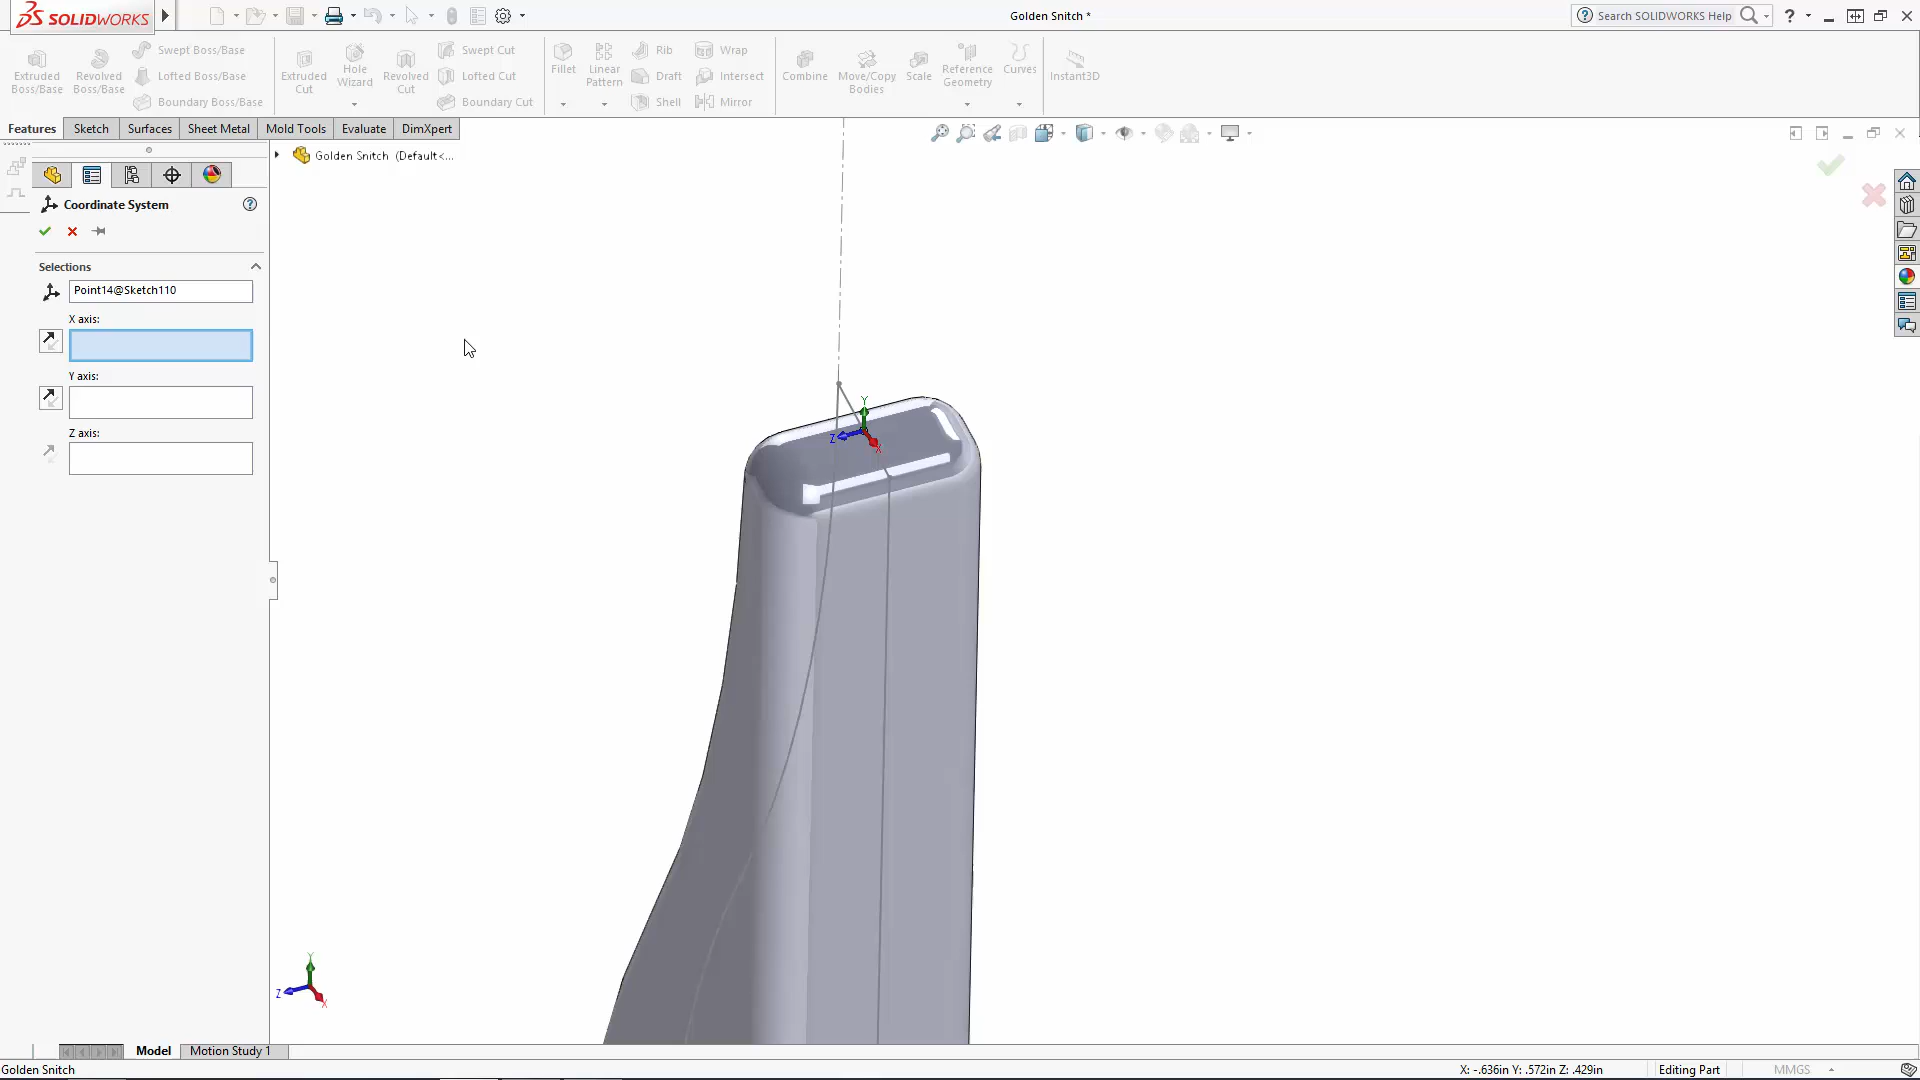 SOLIDWORKS
Golden Snitch *
Search SOLIDWORKS Help
?
Extruded Boss/Base
Revolved Boss/Base
Swept Boss/Base
Lofted Boss/Base
Boundary Boss/Base
Extruded Cut
Hole Wizard
Revolved Cut
Swept Cut
Lofted Cut
Boundary Cut
Fillet
Linear Pattern
Rib
Draft
Shell
Wrap
Intersect
Mirror
Combine
Move/Copy Bodies
Scale
Reference Geometry
Curves
Instant3D
Features
Sketch
Surfaces
Sheet Metal
Mold Tools
Evaluate
DimXpert
Golden Snitch (Default<...
Coordinate System
?
Selections
Point14@Sketch110
X axis:
Y axis:
Z axis:
Y
Z
X
Y
Z
X
Model
Motion Study 1
Golden Snitch
X: -.636in Y: .572in Z: .429in
Editing Part
MMGS